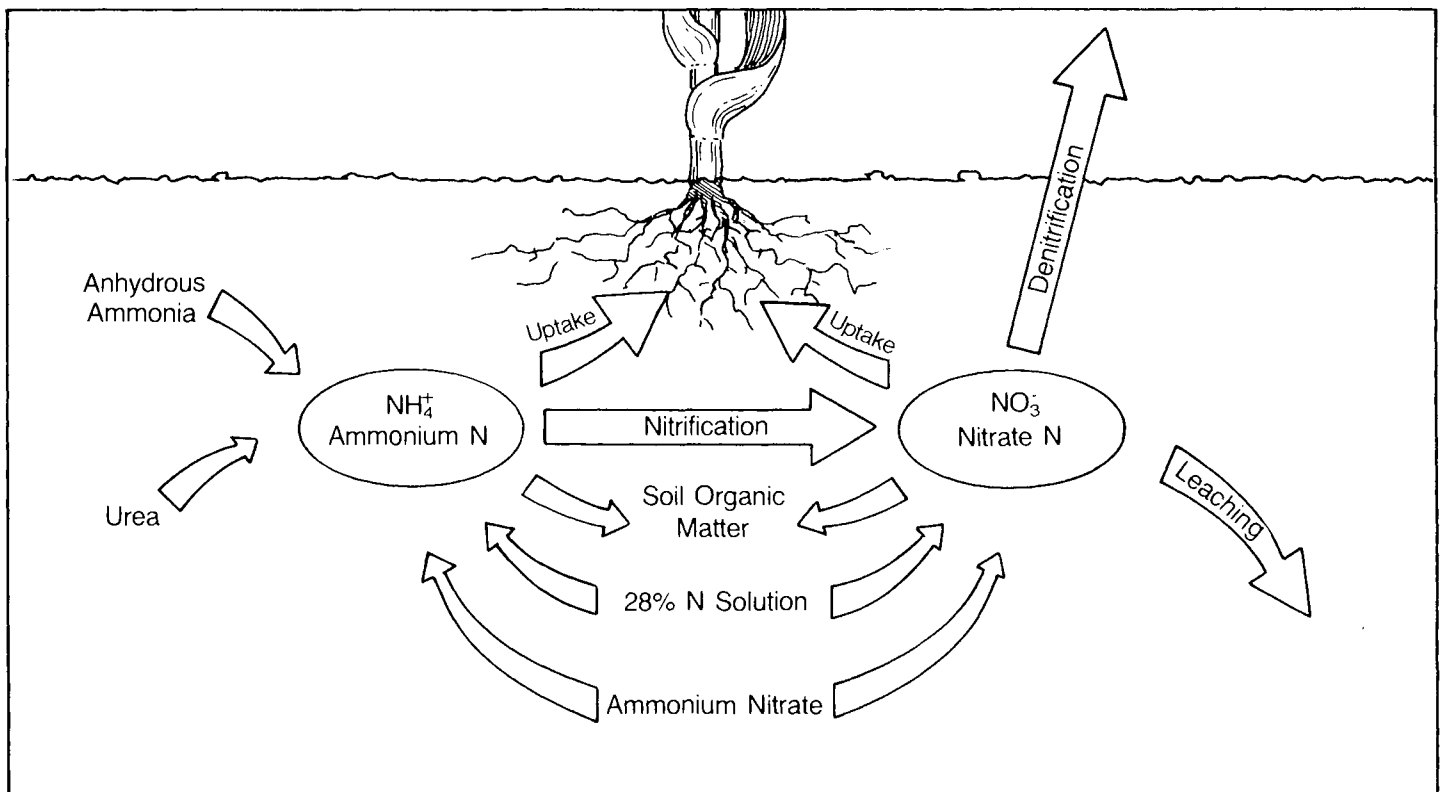 Denitrification
Anhydrous
Ammonia
Uptake
Uptake
NH₄⁺
Ammonium N
Nitrification
NO₃⁻
Nitrate N
Urea
Soil Organic
Matter
Leaching
28% N Solution
Ammonium Nitrate